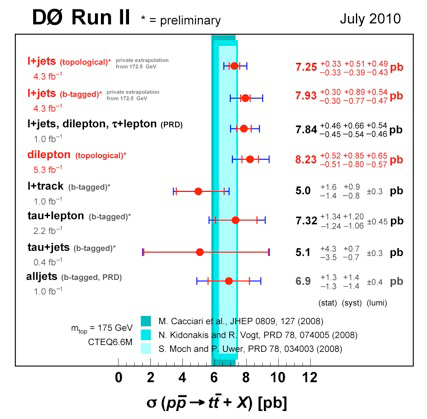 DØ Run II * = preliminary July 2010
l+jets (topological)* private extrapolation from 172.5 GeV
4.3 fb⁻¹
7.25 +0.33 +0.51 +0.49 pb
−0.33 −0.39 −0.43
l+jets (b-tagged)* private extrapolation from 172.5 GeV
4.3 fb⁻¹
7.93 +0.30 +0.89 +0.54 pb
−0.30 −0.77 −0.47
l+jets, dilepton, τ+lepton (PRD)
1.0 fb⁻¹
7.84 +0.46 +0.66 +0.54 pb
−0.45 −0.54 −0.46
dilepton (topological)*
5.3 fb⁻¹
8.23 +0.52 +0.85 +0.65 pb
−0.51 −0.80 −0.57
l+track (b-tagged)*
1.0 fb⁻¹
5.0 +1.6 +0.9 ±0.3 pb
−1.4 −0.8
tau+lepton (b-tagged)*
2.2 fb⁻¹
7.32 +1.34 +1.20 ±0.45 pb
−1.24 −1.06
tau+jets (b-tagged)*
0.4 fb⁻¹
5.1 +4.3 +0.7 ±0.3 pb
−3.5 −0.7
alljets (b-tagged, PRD)
1.0 fb⁻¹
6.9 +1.3 +1.4 ±0.4 pb
−1.3 −1.4
(stat) (syst) (lumi)
m_top = 175 GeV
CTEQ6.6M
M. Cacciari et al., JHEP 0809, 127 (2008)
N. Kidonakis and R. Vogt, PRD 78, 074005 (2008)
S. Moch and P. Uwer, PRD 78, 034003 (2008)
0 2 4 6 8 10 12
σ (pp̄ → tt̄ + X) [pb]